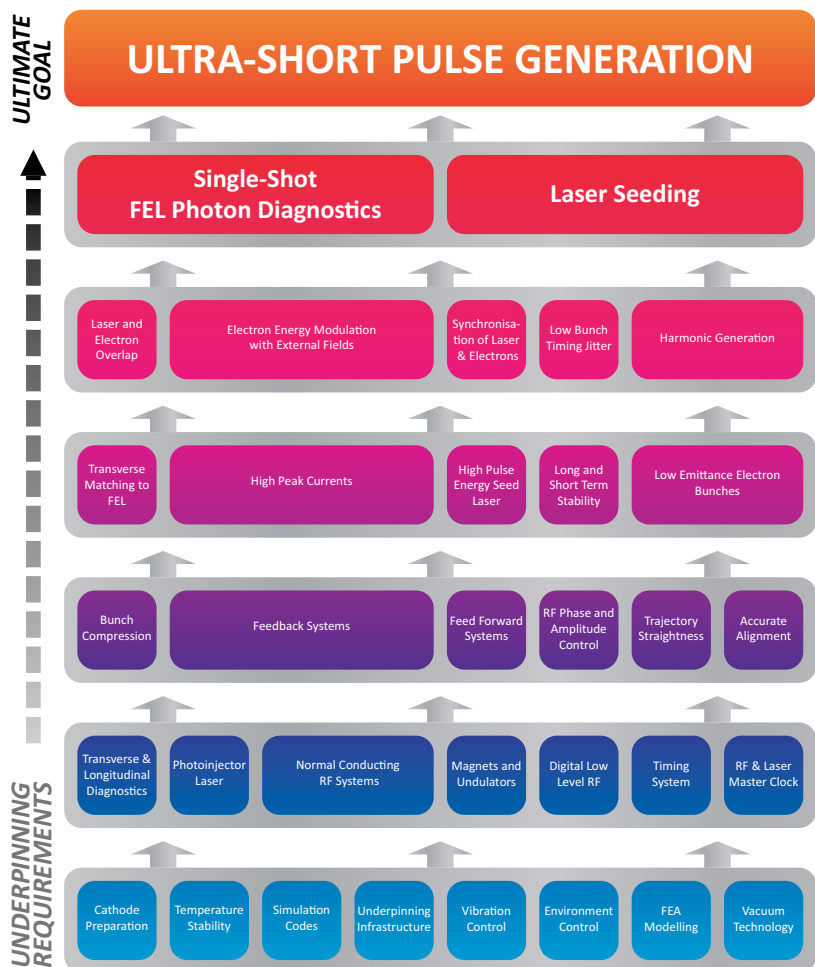 ULTIMATE
GOAL
ULTRA-SHORT PULSE GENERATION
Single-Shot
FEL Photon Diagnostics
Laser Seeding
Laser and
Electron
Overlap
Electron Energy Modulation
with External Fields
Synchronisa-
tion of Laser
& Electrons
Low Bunch
Timing Jitter
Harmonic Generation
Transverse
Matching to
FEL
High Peak Currents
High Pulse
Energy Seed
Laser
Long and
Short Term
Stability
Low Emittance Electron
Bunches
Bunch
Compression
Feedback Systems
Feed Forward
Systems
RF Phase and
Amplitude
Control
Trajectory
Straightness
Accurate
Alignment
UNDERPINNING
REQUIREMENTS
Transverse &
Longitudinal
Diagnostics
Photoinjector
Laser
Normal Conducting
RF Systems
Magnets and
Undulators
Digital Low
Level RF
Timing
System
RF & Laser
Master Clock
Cathode
Preparation
Temperature
Stability
Simulation
Codes
Underpinning
Infrastructure
Vibration
Control
Environment
Control
FEA
Modelling
Vacuum
Technology